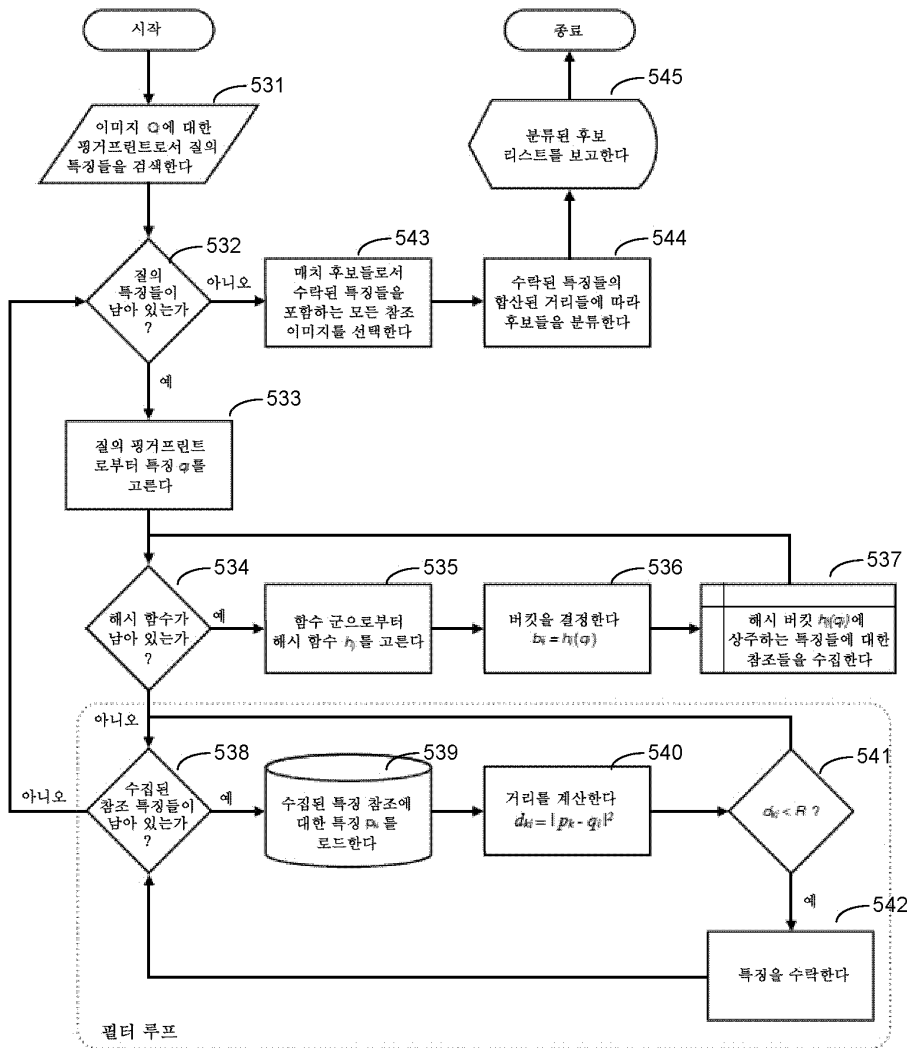 시작
종료
531
545
이미지 Q에 대한
핑거프린트로서 질의
특징들을 검색한다
분류된 후보
리스트를 보고한다
532
543
544
질의
특징들이
남아 있는가
?
아니오
매치 후보들로서
수락된 특징들을
포함하는 모든 참조
이미지를 선택한다
수락된 특징들의
합산된 거리들에 따라
후보들을 분류한다
예
533
질의 핑거프린트
로부터 특징 qi를
고른다
534
535
536
537
해시 함수가
남아 있는가
?
예
함수 군으로부터
해시 함수 hj를 고른다
버킷을 결정한다
= hj(qi)
해시 버킷 hj(qi)에
상주하는 특징들에 대한
참조들을 수집한다
아니오
538
539
540
541
아니오
수집된
참조 특징들이
남아 있는가
?
예
수집된 특징 참조에
대한 특징 pk를
로드한다
거리를 계산한다
dki = | pk - qi |²
dki < R ?
예
542
특징을 수락한다
필터 루프